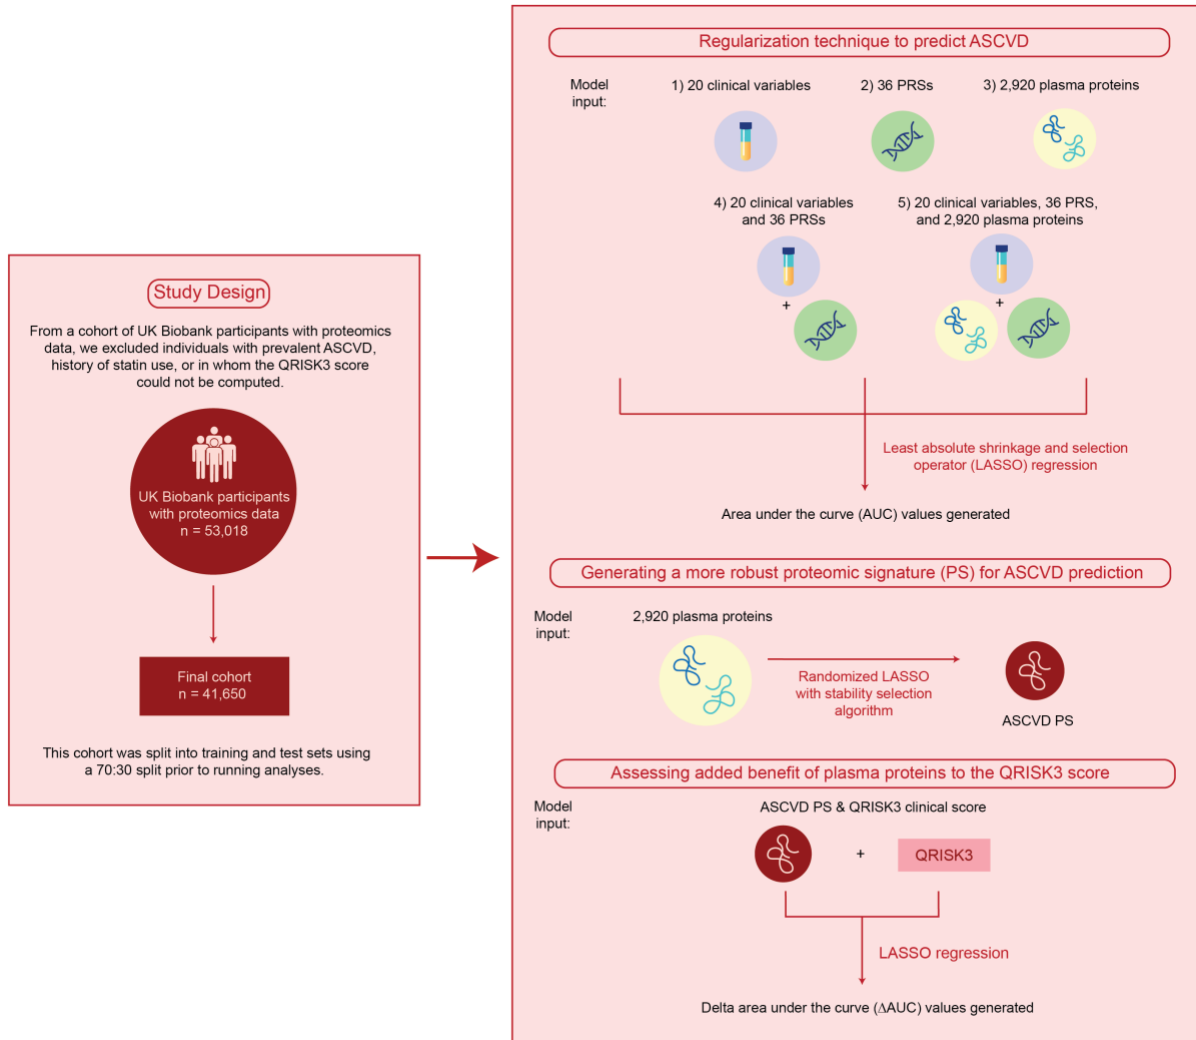 Study Design
From a cohort of UK Biobank participants with proteomics
data, we excluded individuals with prevalent ASCVD,
history of statin use, or in whom the QRISK3 score
could not be computed.
UK Biobank participants
with proteomics data
n = 53,018
Final cohort
n = 41,650
This cohort was split into training and test sets using
a 70:30 split prior to running analyses.
Regularization technique to predict ASCVD
Model
input:
1) 20 clinical variables
2) 36 PRSs
3) 2,920 plasma proteins
4) 20 clinical variables
and 36 PRSs
5) 20 clinical variables, 36 PRS,
and 2,920 plasma proteins
+
+
Least absolute shrinkage and selection
operator (LASSO) regression
Area under the curve (AUC) values generated
Generating a more robust proteomic signature (PS) for ASCVD prediction
Model
input:
2,920 plasma proteins
Randomized LASSO
with stability selection
algorithm
ASCVD PS
Assessing added benefit of plasma proteins to the QRISK3 score
Model
input:
ASCVD PS & QRISK3 clinical score
+
QRISK3
LASSO regression
Delta area under the curve (ΔAUC) values generated